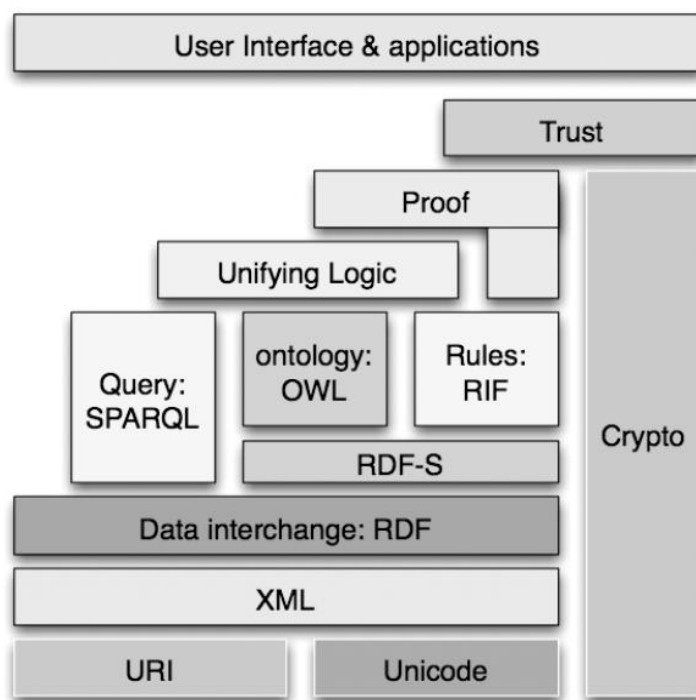 User Interface & applications
Trust
Proof
Unifying Logic
Query:
SPARQL
ontology:
OWL
Rules:
RIF
Crypto
RDF-S
Data interchange: RDF
XML
URI
Unicode